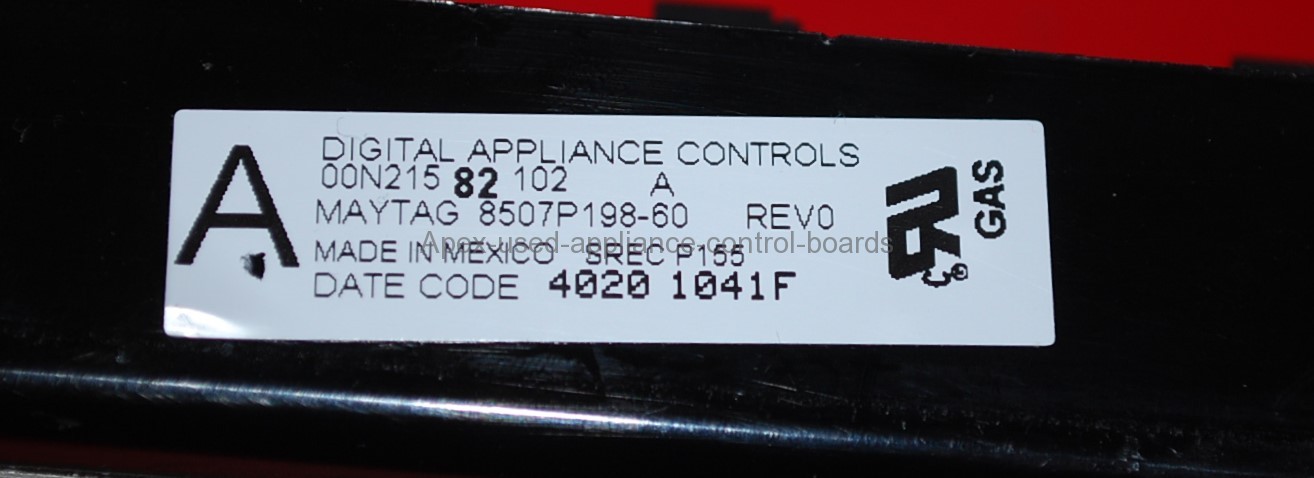 A
DIGITAL APPLIANCE CONTROLS
00N215 82 102 A
MAYTAG 8507P198-60 REV0
MADE IN MEXICO SREC P155
DATE CODE 4020 1041F
GAS
Apex-used-appliance-control-boards